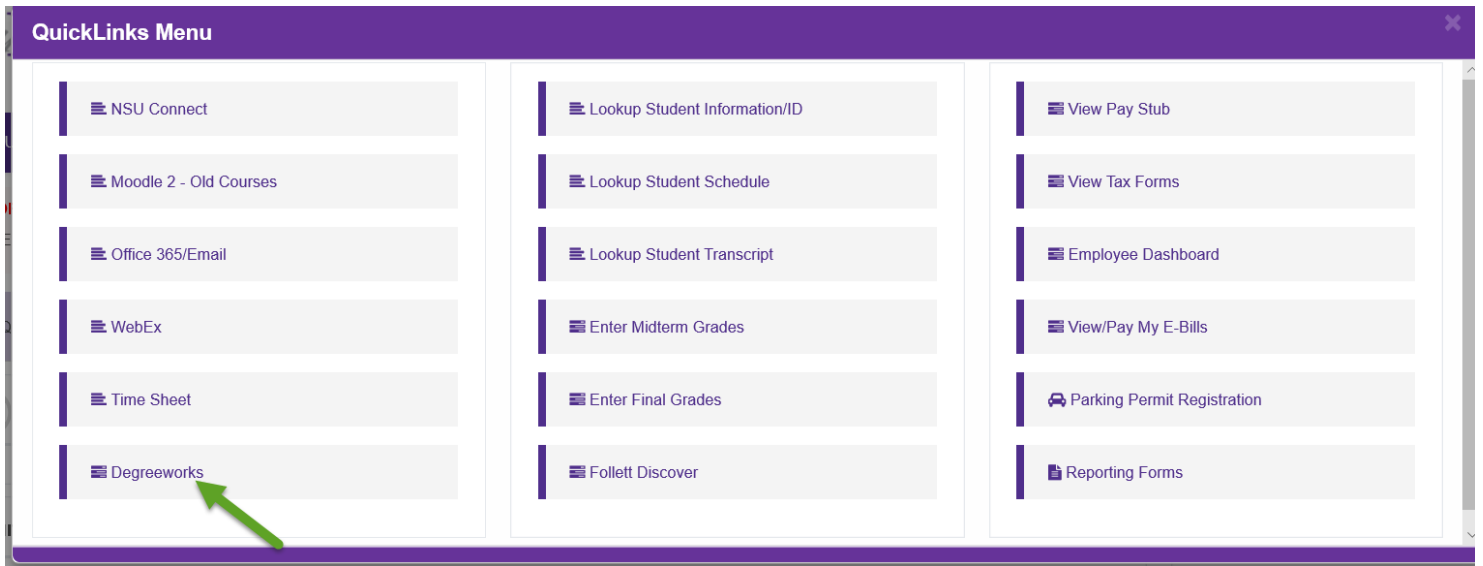 QuickLinks Menu
NSU Connect
Moodle 2 - Old Courses
Office 365/Email
WebEx
Time Sheet
Degreeworks
Lookup Student Information/ID
Lookup Student Schedule
Lookup Student Transcript
Enter Midterm Grades
Enter Final Grades
Follett Discover
View Pay Stub
View Tax Forms
Employee Dashboard
View/Pay My E-Bills
Parking Permit Registration
Reporting Forms